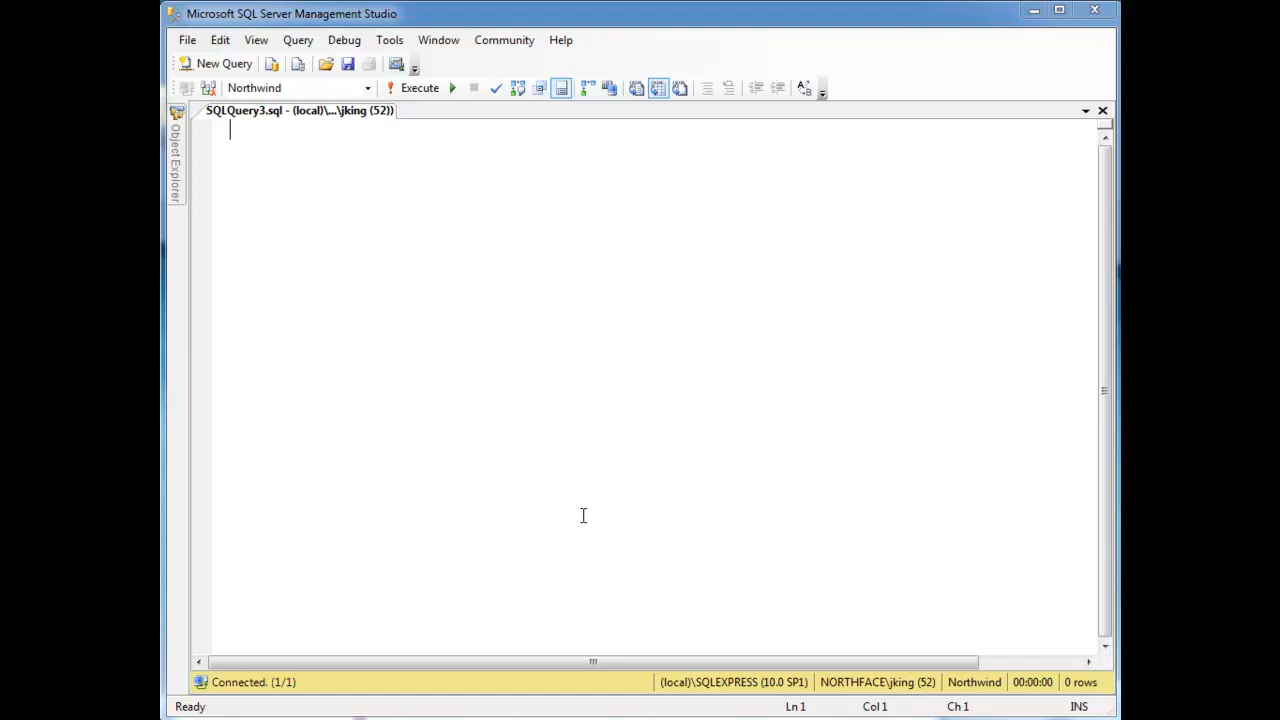 Microsoft SQL Server Management Studio
File Edit View Query Debug Tools Window Community Help
New Query
Northwind Execute
SQLQuery3.sql - (local)\...\jking (52))
Object Explorer
Connected. (1/1) (local)\SQLEXPRESS (10.0 SP1) NORTHFACE\jking (52) Northwind 00:00:00 0 rows
Ready Ln 1 Col 1 Ch 1 INS